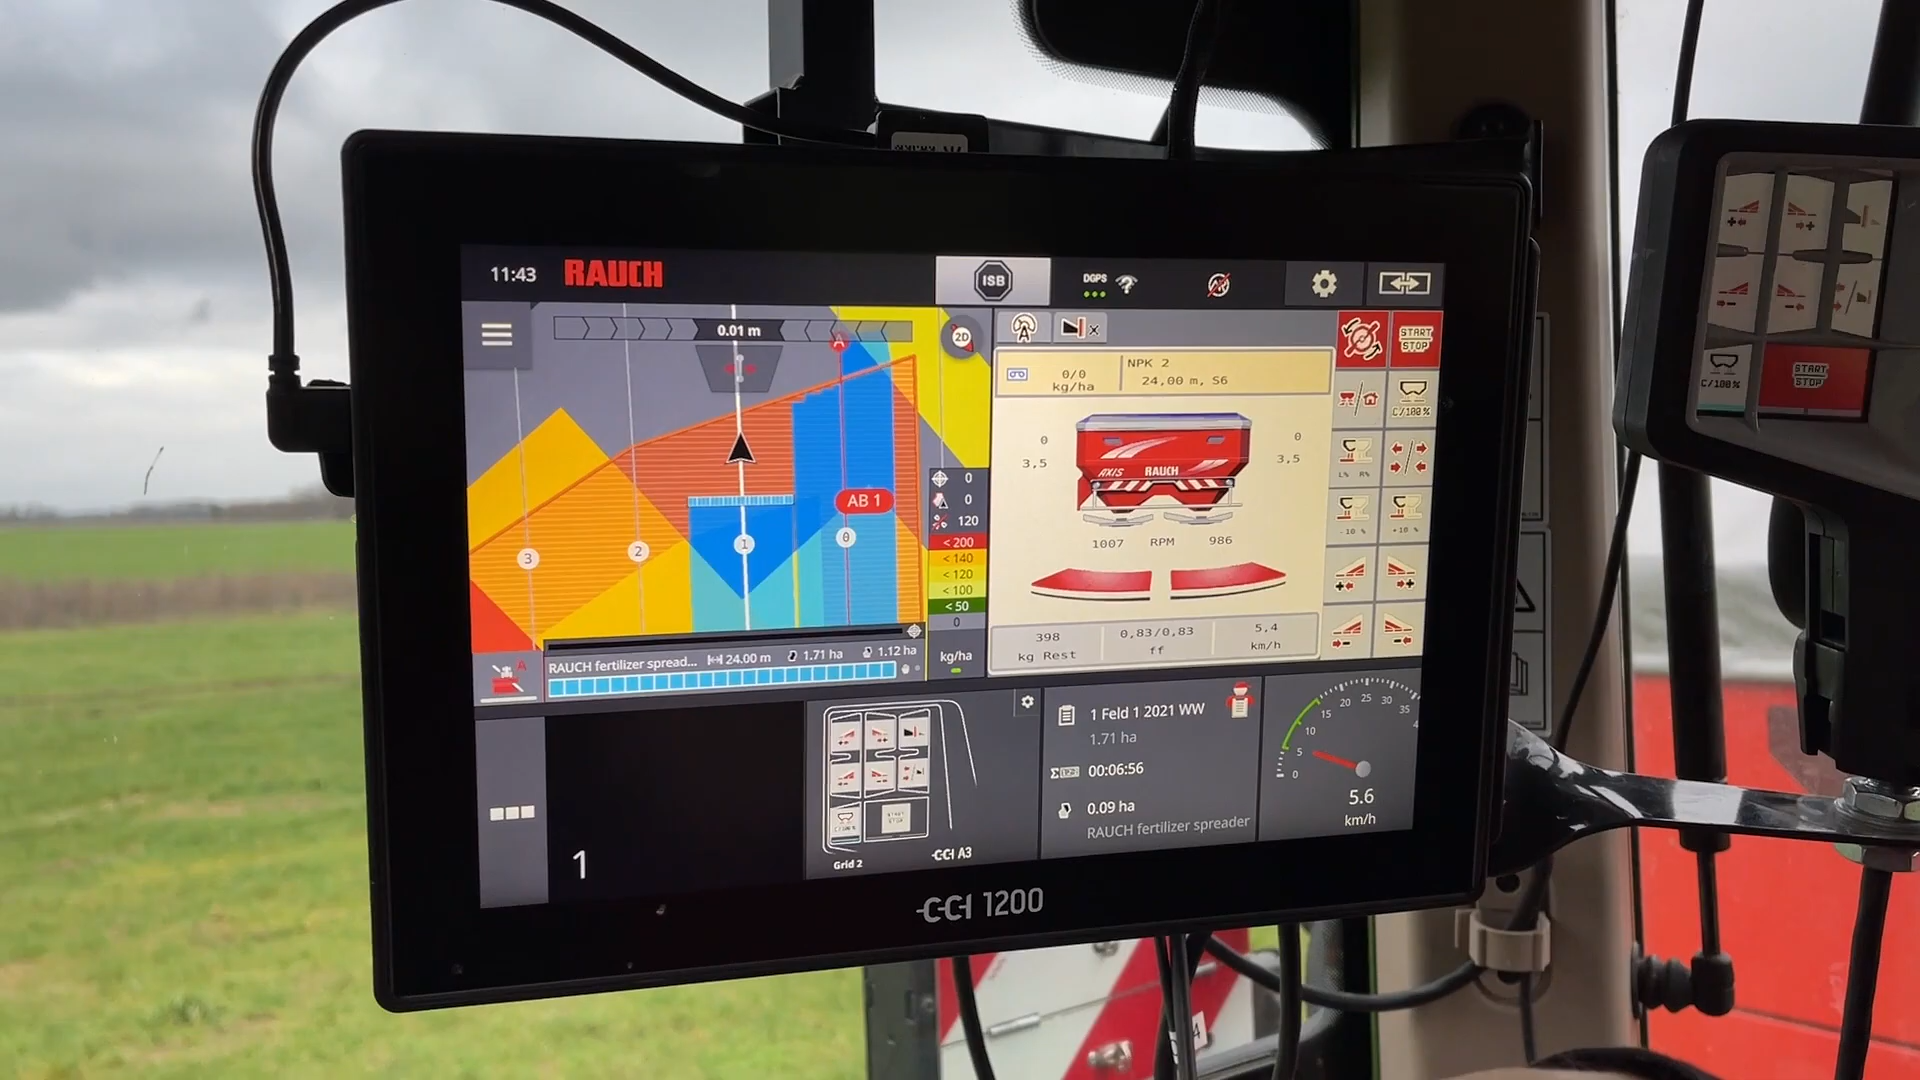 11:43
RAUCH
ISB
DGPS
0.01 m
2D
A
AB 1
3
2
1
0
0
0
120
< 200
< 140
< 120
< 100
< 50
0
kg/ha
A
RAUCH fertilizer spread...
24.00 m
1.71 ha
1.12 ha
0/0
kg/ha
NPK 2
24,00 m, S6
0
3,5
0
3,5
AXIS
RAUCH
1007
RPM
986
398
kg Rest
0,83/0,83
ff
5,4
km/h
START
STOP
C/100%
L%
R%
-10 %
+10 %
1
Grid 2
CCI A3
START
STOP
1 Feld 1 2021 WW
1.71 ha
00:06:56
0.09 ha
RAUCH fertilizer spreader
0
5
10
15
20
25
30
35
5.6
km/h
CCI 1200
C/100%
START
STOP
4